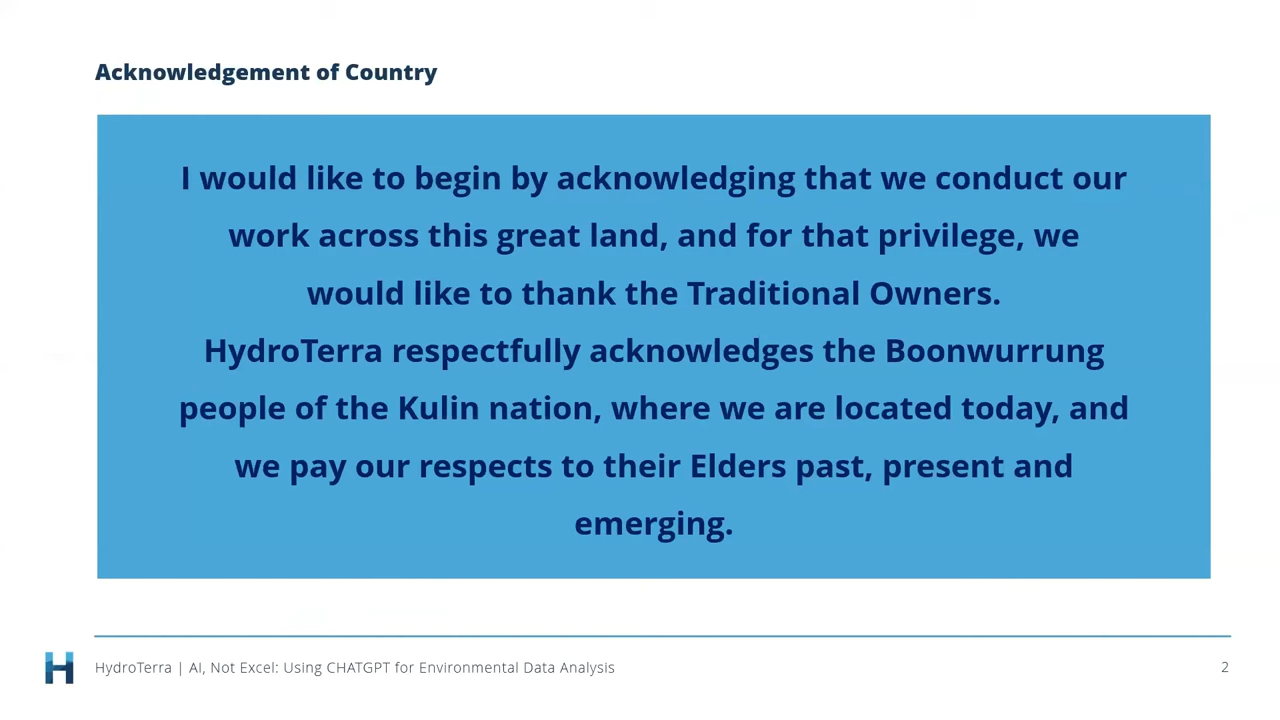 Acknowledgement of Country
I would like to begin by acknowledging that we conduct our
work across this great land, and for that privilege, we
would like to thank the Traditional Owners.
HydroTerra respectfully acknowledges the Boonwurrung
people of the Kulin nation, where we are located today, and
we pay our respects to their Elders past, present and
emerging.
HydroTerra | AI, Not Excel: Using CHATGPT for Environmental Data Analysis
2